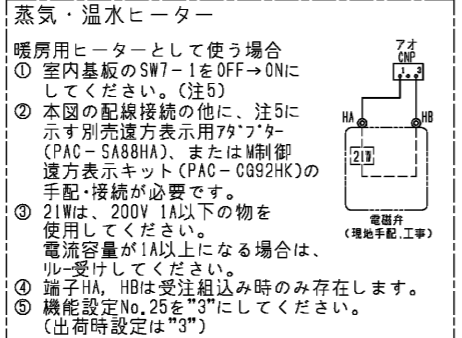 蒸気・温水ヒーター
暖房用ヒーターとして使う場合
① 室内基板のSW7-1をOFF→ONに
してください。(注5)
② 本図の配線接続の他に、注5に
示す別売遠方表示用アダプター
(PAC-SA88HA)、またはM制御
遠方表示キット(PAC-CG92HK)の
手配・接続が必要です。
③ 21Wは、200V 1A以下の物を
使用してください。
電流容量が1A以上になる場合は、
リレー受けしてください。
④ 端子HA, HBは受注組込み時のみ存在します。
⑤ 機能設定No.25を"3"にしてください。
(出荷時設定は"3")
アオ
CNP
1 3
HA HB
21W
電磁弁
(現地手配、工事)